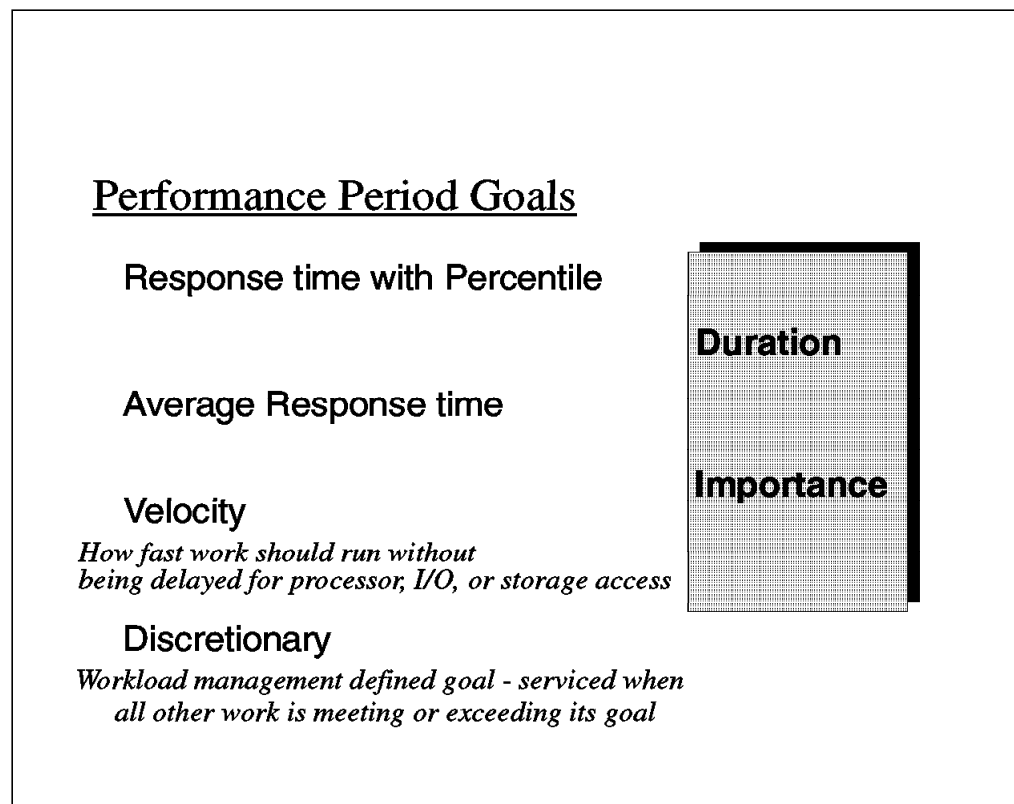 Performance Period Goals
Response time with Percentile
Average Response time
Velocity
How fast work should run without
being delayed for processor, I/O, or storage access
Discretionary
Workload management defined goal - serviced when
all other work is meeting or exceeding its goal
Duration
Importance